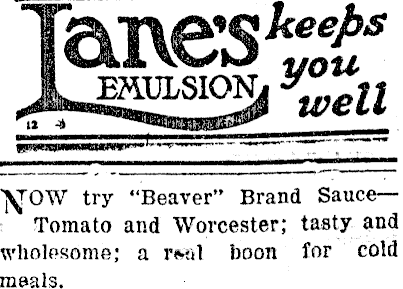 Lane's
EMULSION
keeps
you
well
12
NOW try “Beaver” Brand Sauce—
Tomato and Worcester; tasty and
wholesome; a real boon for cold
meals.